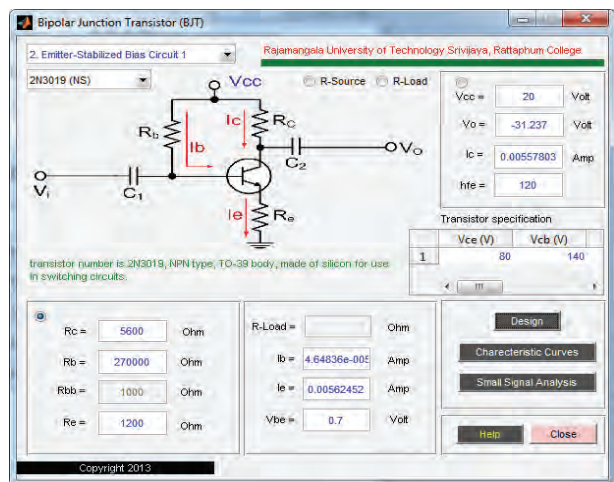 Bipolar Junction Transistor (BJT)
2. Emitter-Stabilized Bias Circuit 1
Rajamangala University of Technology Srivijaya, Rattaphum College
2N3019 (NS)
R-Source R-Load
Vcc
Ic
Rc
Rb
Ib
C2
Vo
Vi
C1
Ie
Re
transistor number is 2N3019, NPN type, TO-39 body, made of silicon for use
in switching circuits.
Vcc = 20 Volt
Vo = -31.237 Volt
Ic = 0.00557803 Amp
hfe = 120
Transistor specification
Vce (V) Vcb (V)
1 80 140
Rc = 5600 Ohm
Rb = 270000 Ohm
Rbb = 1000 Ohm
Re = 1200 Ohm
R-Load = Ohm
Ib = 4.64836e-005 Amp
Ie = 0.00562452 Amp
Vbe = 0.7 Volt
Design
Charecteristic Curves
Small Signal Analysis
Help Close
Copyright 2013